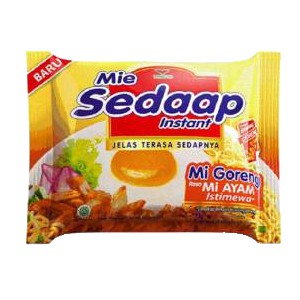 BARU
Mie
Sedaap
Instant
JELAS TERASA SEDAPNYA
Mi Goreng
Rasa
Mi AYAM
Istimewa